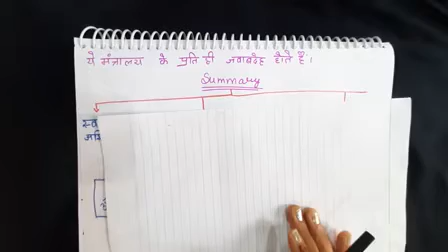 ये मंत्रालय के प्रति ही जवाबदेह होते हैं।
Summary